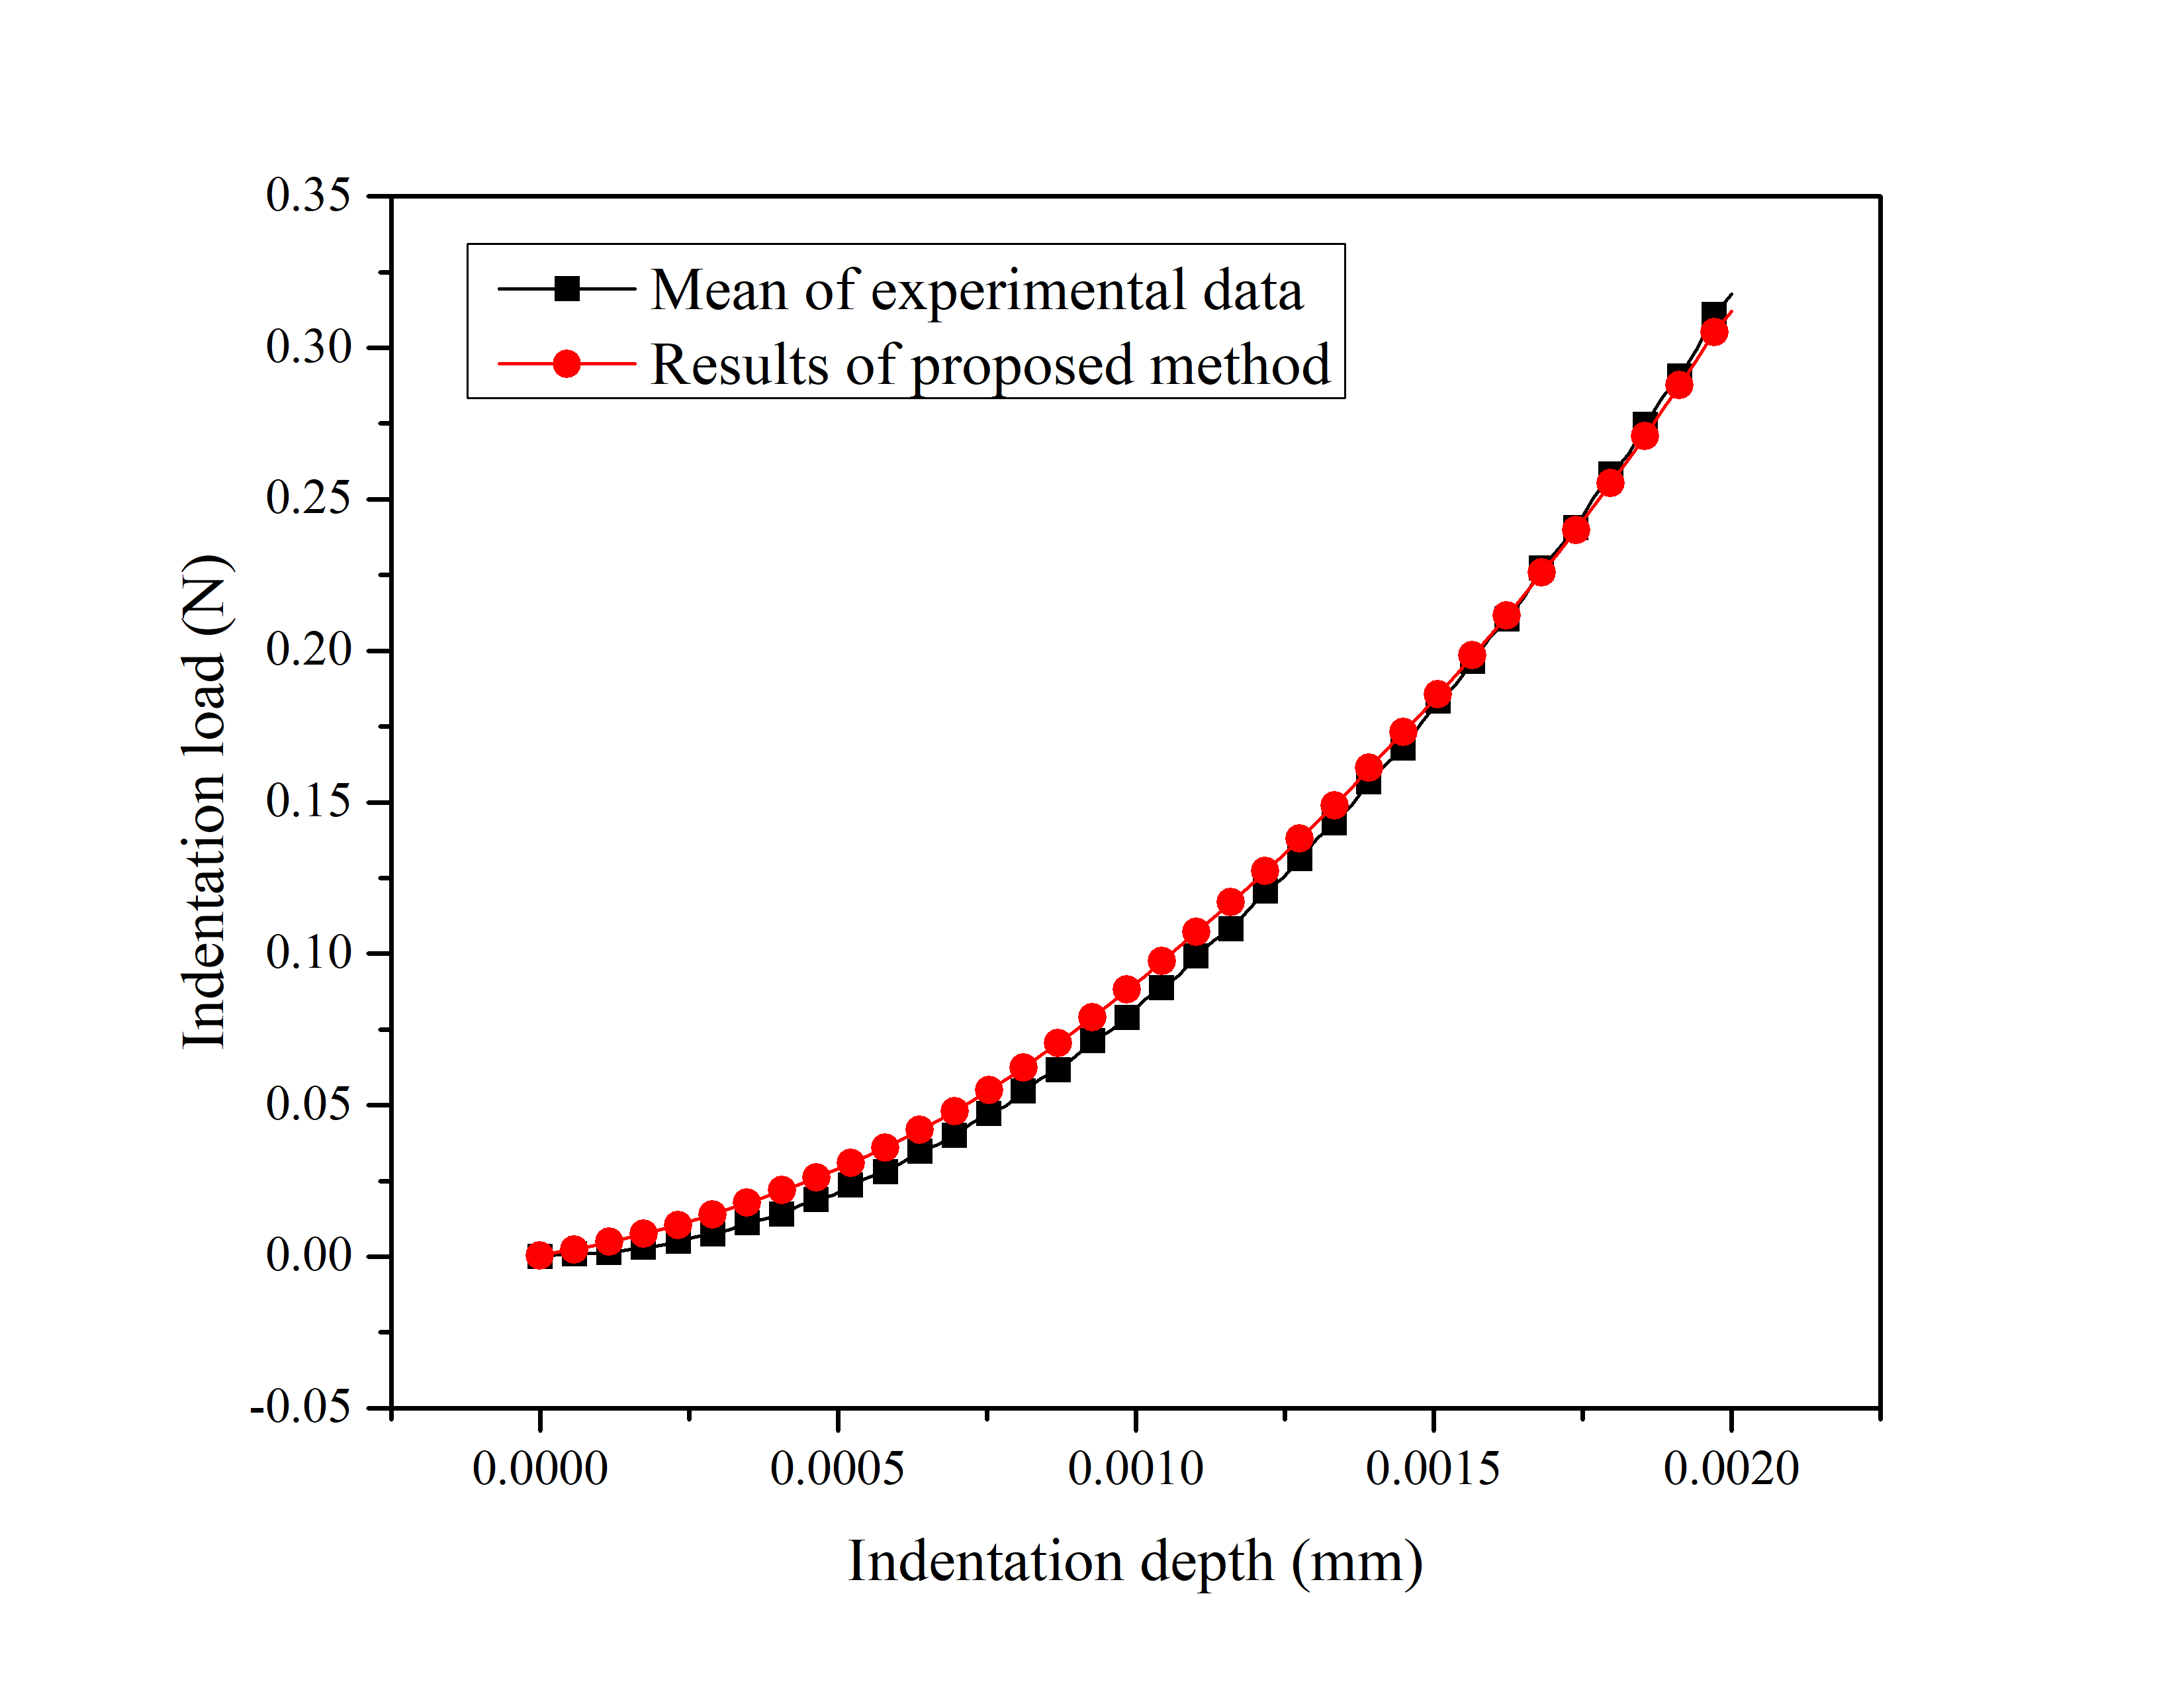 0.35
0.30
0.25
0.20
0.15
0.10
0.05
0.00
-0.05
Indentation load (N)
Mean of experimental data
Results of proposed method
0.0000 0.0005 0.0010 0.0015 0.0020
Indentation depth (mm)